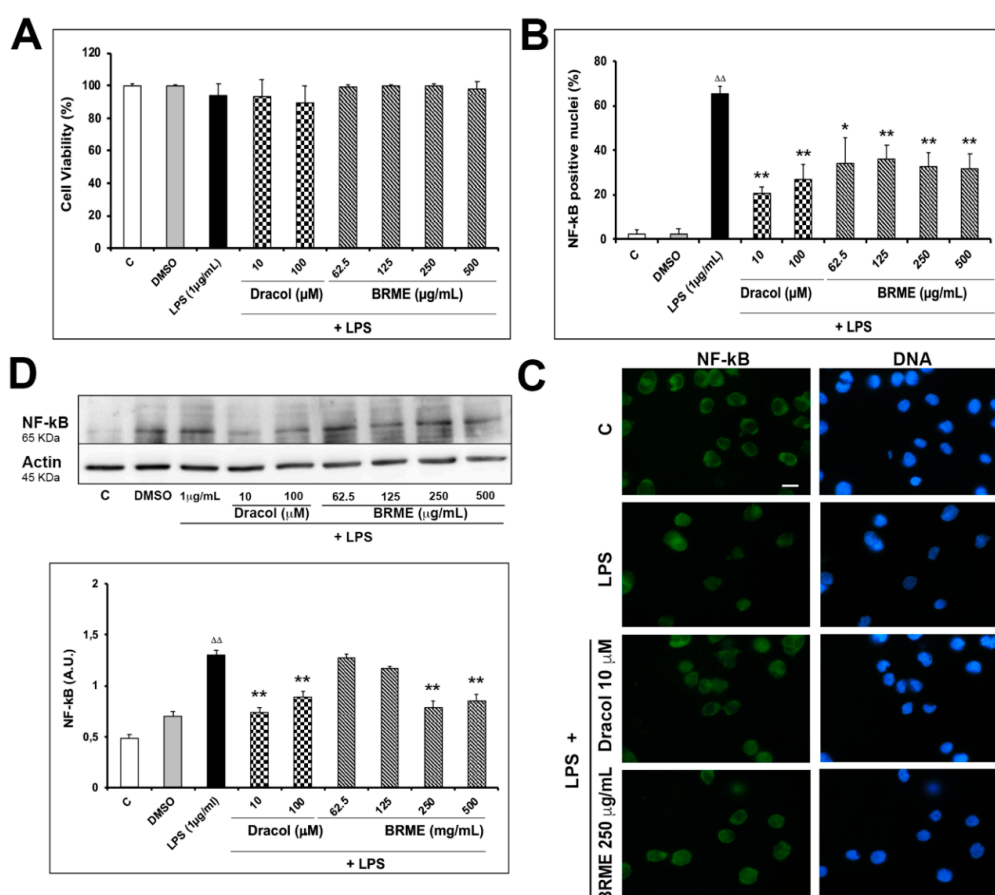 A
Cell Viability (%)
120
100
80
60
40
20
0
C
DMSO
LPS (1µg/mL)
10
100
62.5
125
250
500
Dracol (µM)
BRME (µg/mL)
+ LPS
B
NF-kB positive nuclei (%)
80
60
40
20
0
ΔΔ
**
**
*
**
**
**
C
DMSO
LPS (1µg/mL)
10
100
62.5
125
250
500
Dracol (µM)
BRME (µg/mL)
+ LPS
D
NF-kB
65 KDa
Actin
45 KDa
C DMSO 1µg/mL 10 100 62.5 125 250 500
Dracol (µM) BRME (µg/mL)
+ LPS
NF-kB (A.U.)
2
1,5
1
0,5
0
ΔΔ
**
**
**
**
C
DMSO
LPS (1µg/ml)
10
100
62.5
125
250
500
Dracol (µM)
BRME (mg/mL)
+ LPS
C
NF-kB DNA
C
LPS
LPS +
Dracol 10 µM
BRME 250 µg/mL